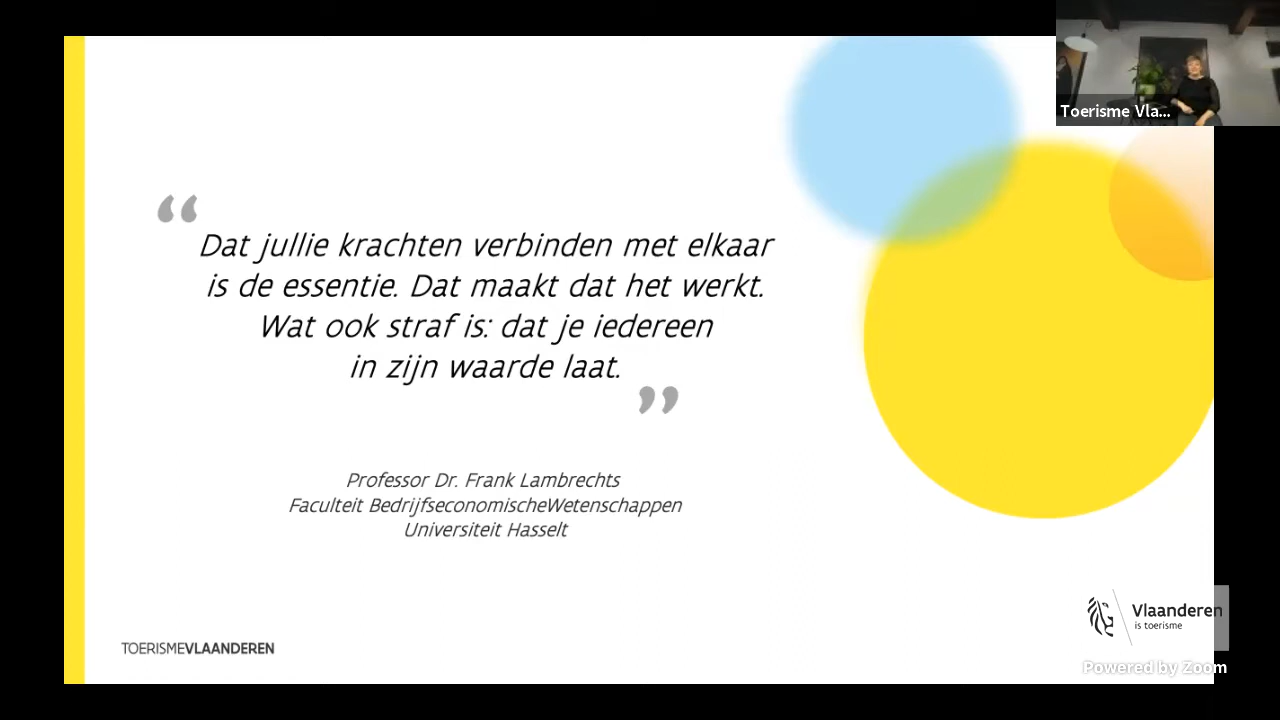 Toerisme Vla...
“
Dat jullie krachten verbinden met elkaar
is de essentie. Dat maakt dat het werkt.
Wat ook straf is: dat je iedereen
in zijn waarde laat.
”
Professor Dr. Frank Lambrechts
Faculteit BedrijfseconomischeWetenschappen
Universiteit Hasselt
TOERISMEVLAANDEREN
Vlaanderen
is toerisme
Powered by Zoom